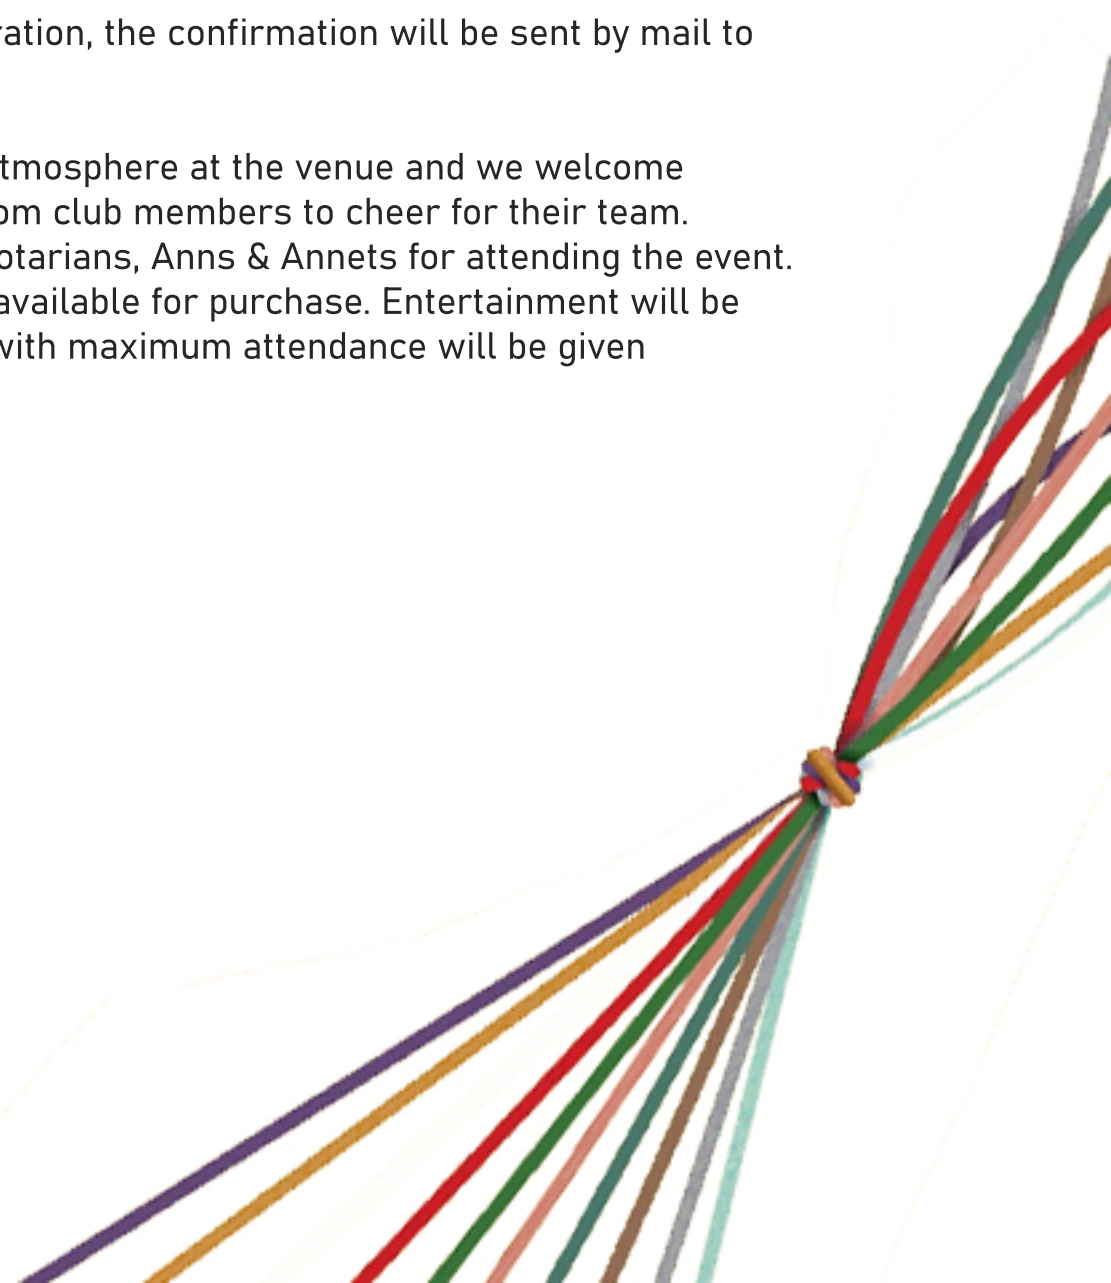 ration, the confirmation will be sent by mail to
tmosphere at the venue and we welcome
om club members to cheer for their team.
otarians, Anns & Annets for attending the event.
available for purchase. Entertainment will be
with maximum attendance will be given